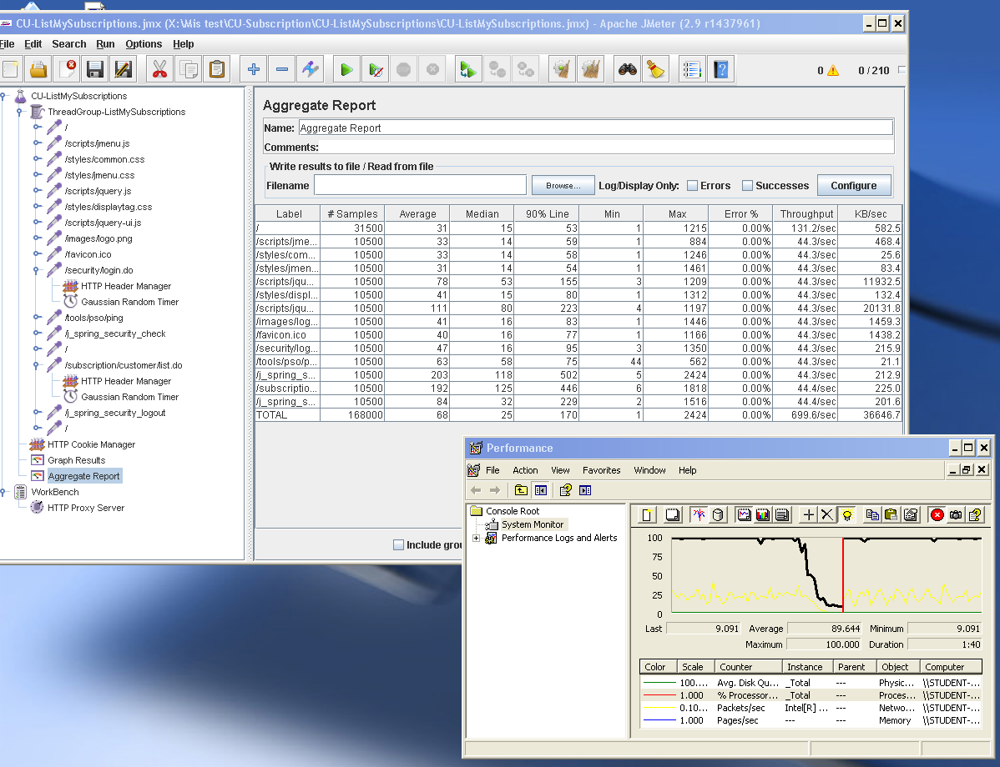 CU-ListMySubscriptions.jmx (X:\Mis test\CU-Subscription\CU-ListMySubscriptions\CU-ListMySubscriptions.jmx) - Apache JMeter (2.9 r1437961)
File Edit Search Run Options Help
0 0 / 210
CU-ListMySubscriptions
ThreadGroup-ListMySubscriptions
/
/scripts/jmenu.js
/styles/common.css
/styles/jmenu.css
/scripts/jquery.js
/styles/displaytag.css
/scripts/jquery-ui.js
/images/logo.png
/favicon.ico
/security/login.do
HTTP Header Manager
Gaussian Random Timer
/tools/pso/ping
/j_spring_security_check
/
/subscription/customer/list.do
HTTP Header Manager
Gaussian Random Timer
/j_spring_security_logout
/
HTTP Cookie Manager
Graph Results
Aggregate Report
WorkBench
HTTP Proxy Server
Aggregate Report
Name: Aggregate Report
Comments:
Write results to file / Read from file
Filename Browse... Log/Display Only: Errors Successes Configure
Label # Samples Average Median 90% Line Min Max Error % Throughput KB/sec
/ 31500 31 15 53 1 1215 0.00% 131.2/sec 582.5
/scripts/jme... 10500 33 14 59 1 884 0.00% 44.3/sec 468.4
/styles/com... 10500 33 14 58 1 1246 0.00% 44.3/sec 25.6
/styles/jmen... 10500 31 14 54 1 1461 0.00% 44.3/sec 83.4
/scripts/jqu... 10500 78 53 155 3 1209 0.00% 44.3/sec 11932.5
/styles/displ... 10500 41 15 80 1 1312 0.00% 44.3/sec 132.4
/scripts/jqu... 10500 111 80 223 4 1197 0.00% 44.3/sec 20131.8
/images/log... 10500 41 16 83 1 1446 0.00% 44.3/sec 1459.3
/favicon.ico 10500 40 16 77 1 1166 0.00% 44.3/sec 1438.2
/security/log... 10500 47 16 95 3 1350 0.00% 44.3/sec 215.9
/tools/pso/p... 10500 63 58 75 44 562 0.00% 44.3/sec 21.1
/j_spring_s... 10500 203 118 502 5 2424 0.00% 44.3/sec 212.9
/subscriptio... 10500 192 125 446 6 1818 0.00% 44.4/sec 225.0
/j_spring_s... 10500 84 32 229 2 1516 0.00% 44.4/sec 201.6
TOTAL 168000 68 25 170 1 2424 0.00% 699.6/sec 36646.7
Include grou
Performance
File Action View Favorites Window Help
Console Root
System Monitor
Performance Logs and Alerts
100
75
50
25
0
Last 9.091 Average 89.644 Minimum 9.091
Maximum 100.000 Duration 1:40
Color Scale Counter Instance Parent Object Computer
100.... Avg. Disk Qu... _Total --- Physic... \\STUDENT-...
1.000 % Processor... _Total --- Proces... \\STUDENT-...
0.10... Packets/sec Intel[R] ... --- Netwo... \\STUDENT-...
1.000 Pages/sec --- --- Memory \\STUDENT-...